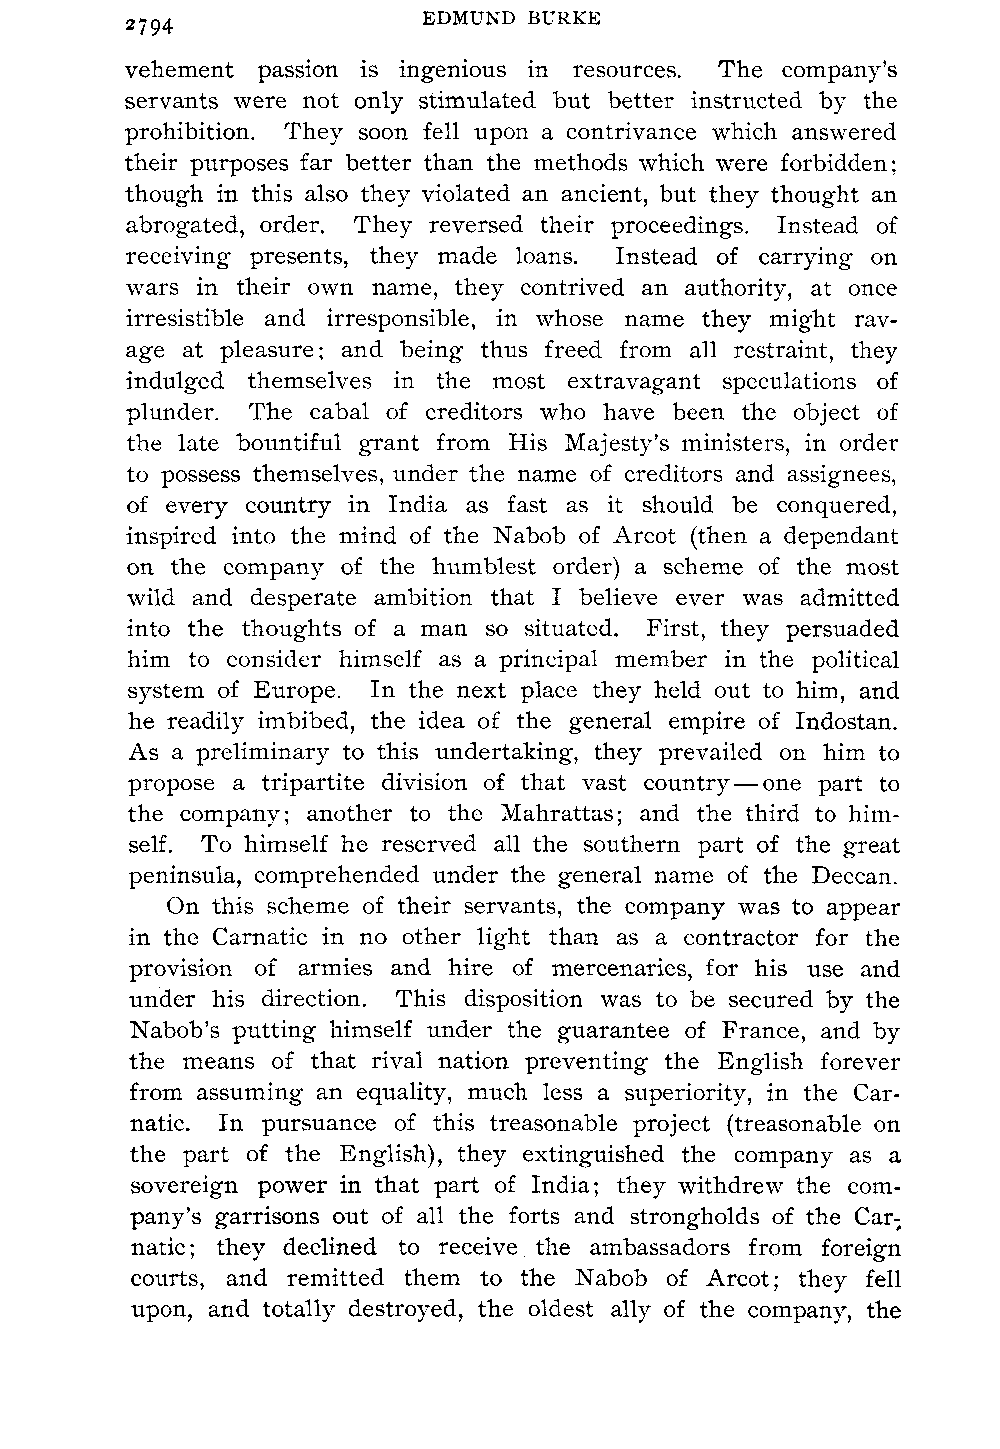 2794
EDMUND BURKE
vehement passion is ingenious in resources. The company's
servants were not only stimulated but better instructed by the
prohibition. They soon fell upon a contrivance which answered
their purposes far better than the methods which were forbidden;
though in this also they violated an ancient, but they thought an
abrogated, order. They reversed their proceedings. Instead of
receiving presents, they made loans. Instead of carrying on
wars in their own name, they contrived an authority, at once
irresistible and irresponsible, in whose name they might rav-
age at pleasure; and being thus freed from all restraint, they
indulged themselves in the most extravagant speculations of
plunder. The cabal of creditors who have been the object of
the late bountiful grant from His Majesty's ministers, in order
to possess themselves, under the name of creditors and assignees,
of every country in India as fast as it should be conquered,
inspired into the mind of the Nabob of Arcot (then a dependant
on the company of the humblest order) a scheme of the most
wild and desperate ambition that I believe ever was admitted
into the thoughts of a man so situated. First, they persuaded
him to consider himself as a principal member in the political
system of Europe. In the next place they held out to him, and
he readily imbibed, the idea of the general empire of Indostan.
As a preliminary to this undertaking, they prevailed on him to
propose a tripartite division of that vast country — one part to
the company; another to the Mahrattas; and the third to him-
self. To himself he reserved all the southern part of the great
peninsula, comprehended under the general name of the Deccan.
On this scheme of their servants, the company was to appear
in the Carnatic in no other light than as a contractor for the
provision of armies and hire of mercenaries, for his use and
under his direction. This disposition was to be secured by the
Nabob's putting himself under the guarantee of France, and by
the means of that rival nation preventing the English forever
from assuming an equality, much less a superiority, in the Car-
natic. In pursuance of this treasonable project (treasonable on
the part of the English), they extinguished the company as a
sovereign power in that part of India; they withdrew the com-
pany's garrisons out of all the forts and strongholds of the Car-
natic; they declined to receive the ambassadors from foreign
courts, and remitted them to the Nabob of Arcot; they fell
upon, and totally destroyed, the oldest ally of the company, the